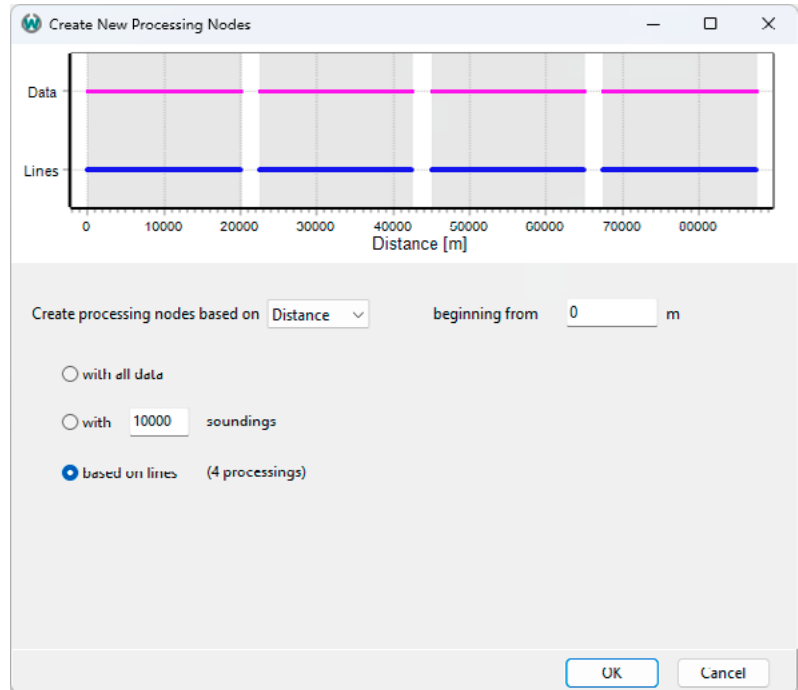 Create New Processing Nodes
Data
Lines
0 10000 20000 30000 40000 50000 60000 70000 80000
Distance [m]
Create processing nodes based on Distance beginning from 0 m
with all data
with 10000 soundings
based on lines (4 processings)
OK Cancel